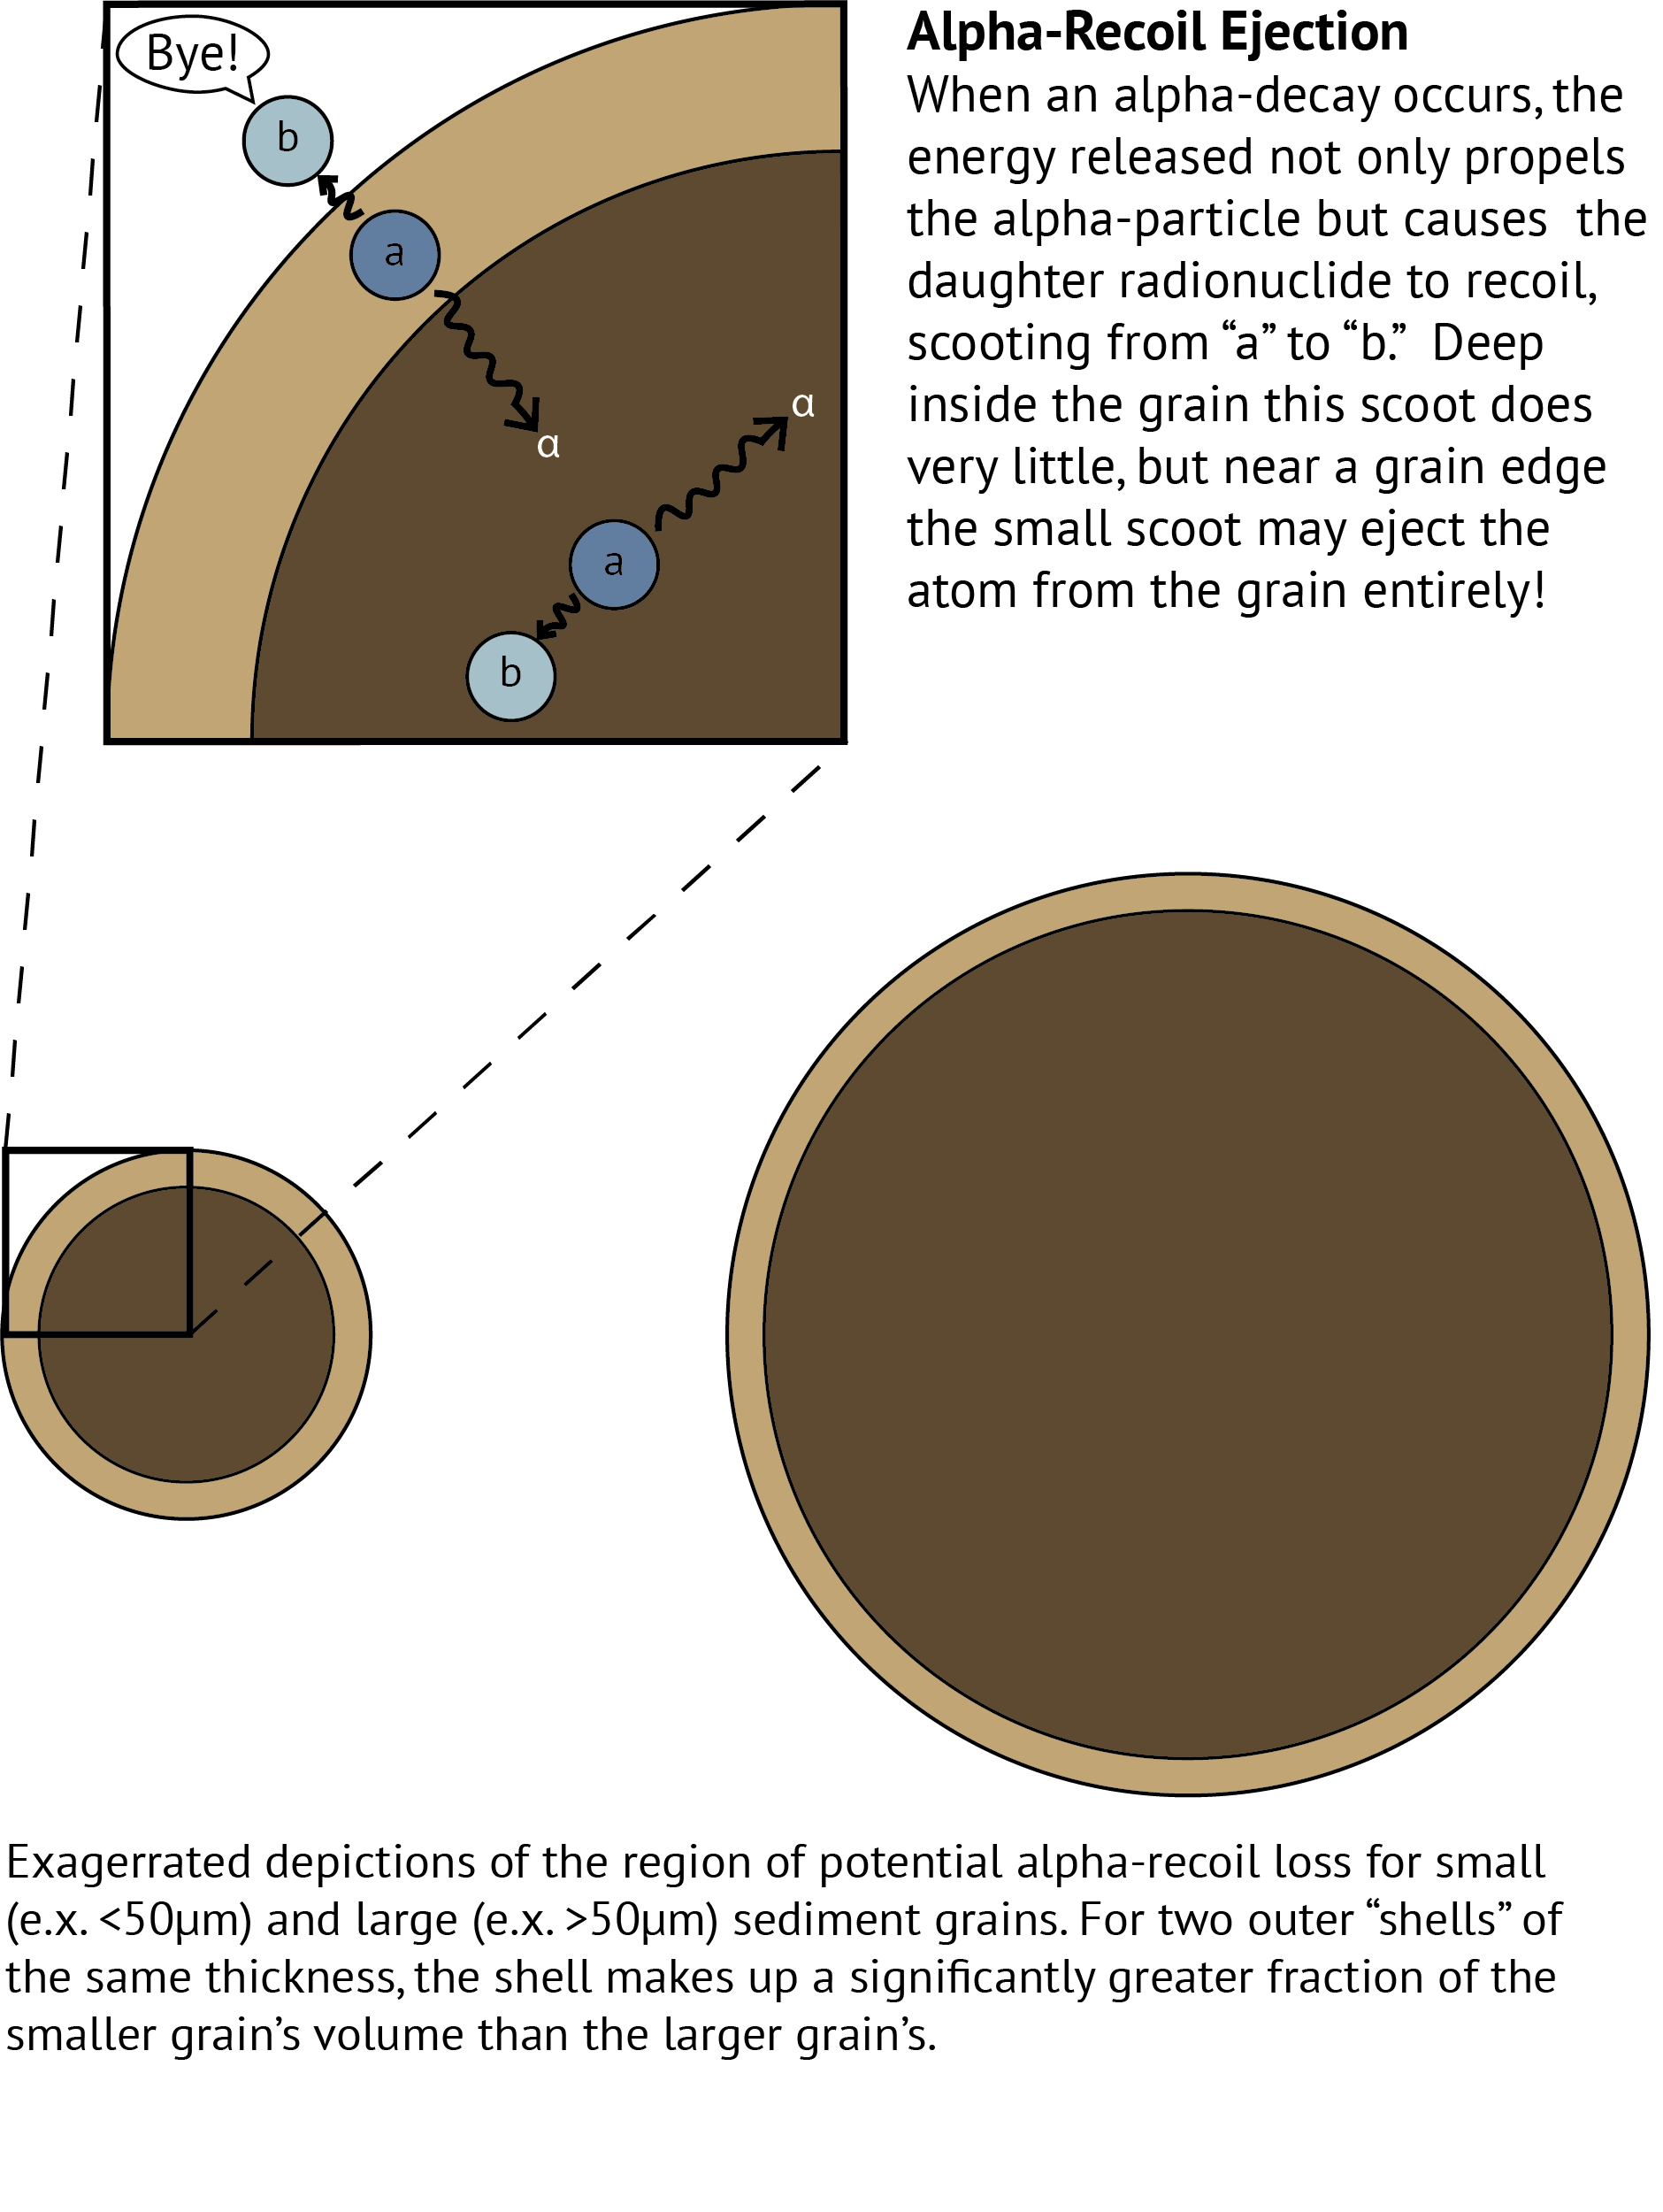 Bye!
b
a
α
α
a
b
Alpha-Recoil Ejection
When an alpha-decay occurs, the
energy released not only propels
the alpha-particle but causes  the
daughter radionuclide to recoil,
scooting from “a” to “b.”  Deep
inside the grain this scoot does
very little, but near a grain edge
the small scoot may eject the
atom from the grain entirely!
Exagerrated depictions of the region of potential alpha-recoil loss for small
(e.x. <50μm) and large (e.x. >50μm) sediment grains. For two outer “shells” of
the same thickness, the shell makes up a significantly greater fraction of the
smaller grain’s volume than the larger grain’s.